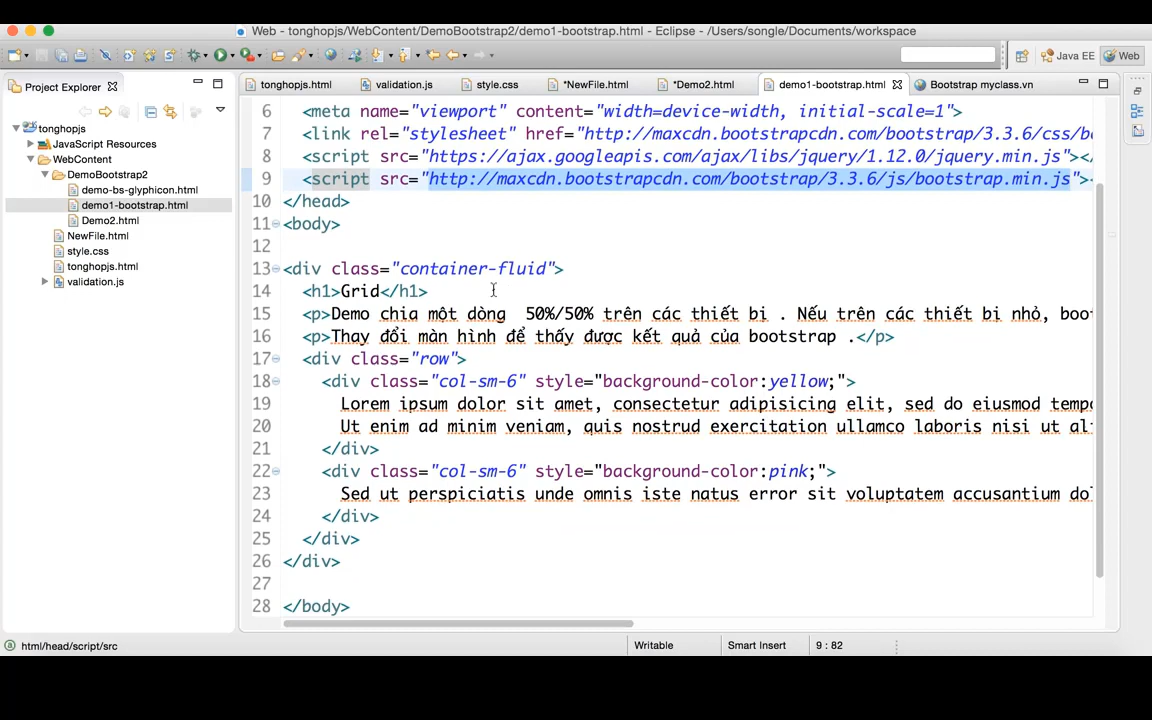 Web - tonghopjs/WebContent/DemoBootstrap2/demo1-bootstrap.html - Eclipse - /Users/songle/Documents/workspace
Java EE
Web
Project Explorer
tonghopjs.html
validation.js
style.css
*NewFile.html
*Demo2.html
demo1-bootstrap.html
Bootstrap myclass.vn
tonghopjs
JavaScript Resources
WebContent
DemoBootstrap2
demo-bs-glyphicon.html
demo1-bootstrap.html
Demo2.html
NewFile.html
style.css
tonghopjs.html
validation.js
6 <meta name="viewport" content="width=device-width, initial-scale=1">
7 <link rel="stylesheet" href="http://maxcdn.bootstrapcdn.com/bootstrap/3.3.6/css/bo
8 <script src="https://ajax.googleapis.com/ajax/libs/jquery/1.12.0/jquery.min.js"></
9 <script src="http://maxcdn.bootstrapcdn.com/bootstrap/3.3.6/js/bootstrap.min.js"><
10 </head>
11 <body>
12
13 <div class="container-fluid">
14 <h1>Grid</h1>
15 <p>Demo chia một dòng  50%/50% trên các thiết bị . Nếu trên các thiết bị nhỏ, boot
16 <p>Thay đổi màn hình để thấy được kết quả của bootstrap .</p>
17 <div class="row">
18 <div class="col-sm-6" style="background-color:yellow;">
19 Lorem ipsum dolor sit amet, consectetur adipisicing elit, sed do eiusmod tempo
20 Ut enim ad minim veniam, quis nostrud exercitation ullamco laboris nisi ut al
21 </div>
22 <div class="col-sm-6" style="background-color:pink;">
23 Sed ut perspiciatis unde omnis iste natus error sit voluptatem accusantium do
24 </div>
25 </div>
26 </div>
27
28 </body>
html/head/script/src
Writable
Smart Insert
9 : 82